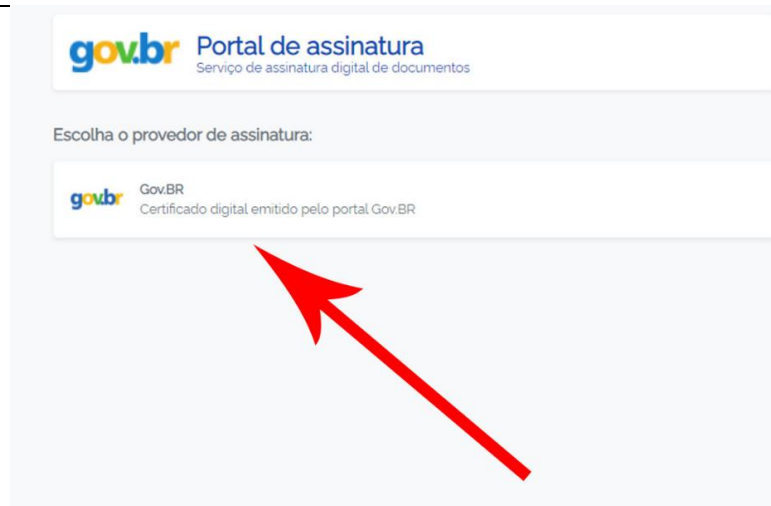 gov.br Portal de assinatura
Serviço de assinatura digital de documentos
Escolha o provedor de assinatura:
gov.br Gov.BR
Certificado digital emitido pelo portal Gov.BR